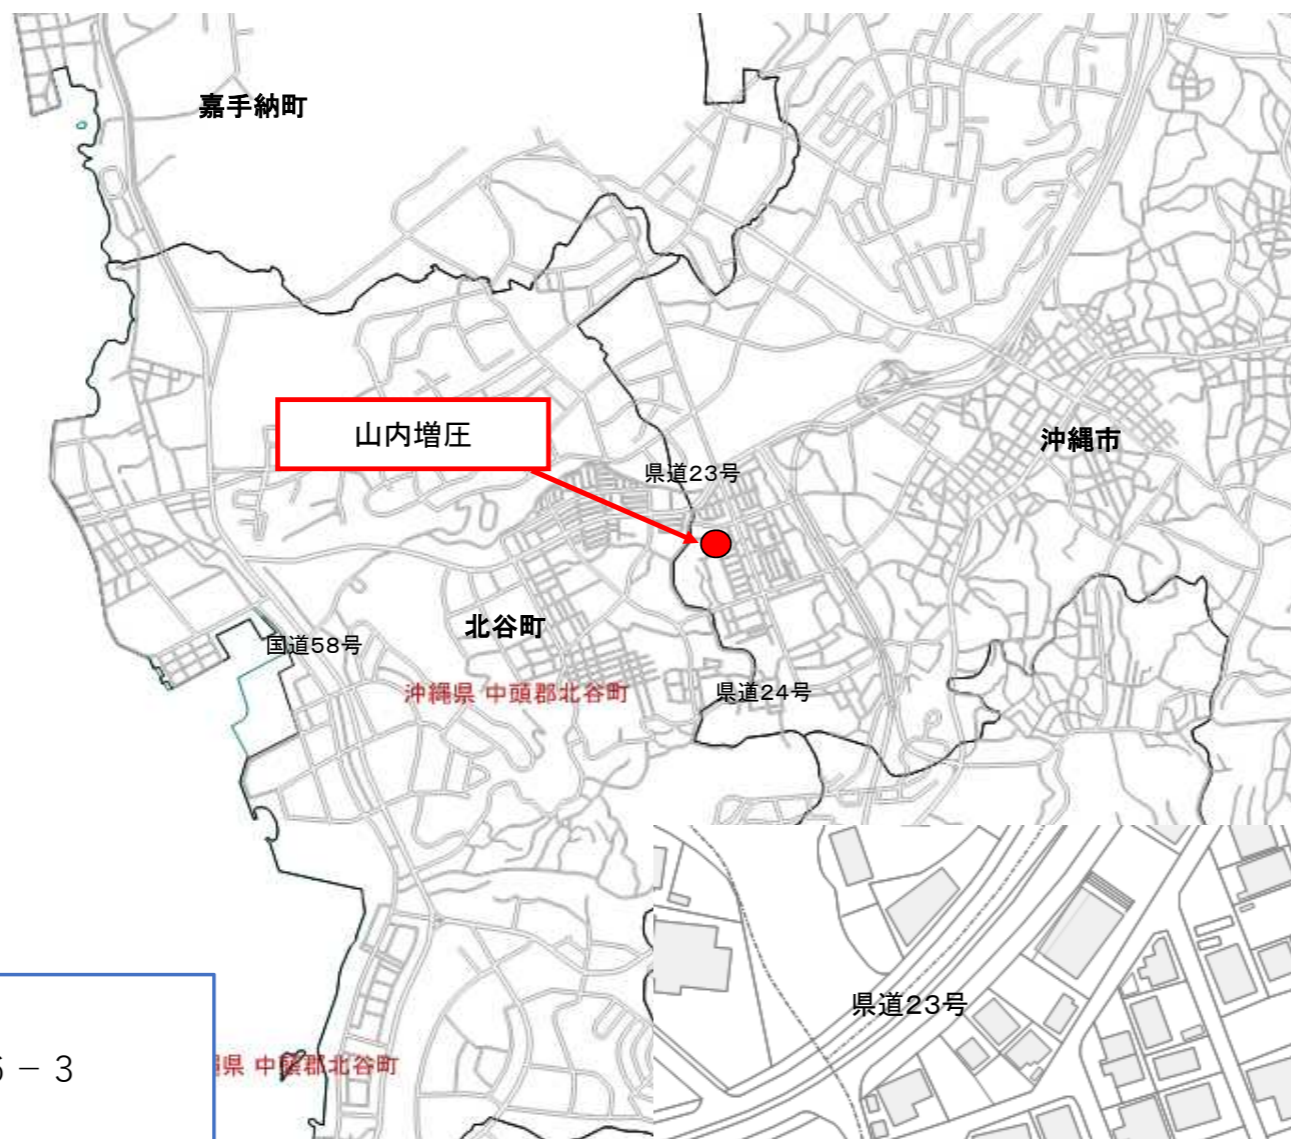 嘉手納町
山内増圧
沖縄市
県道23号
北谷町
国道58号
沖縄県 中頭郡北谷町
県道24号
県道23号
－3
県 中頭郡北谷町